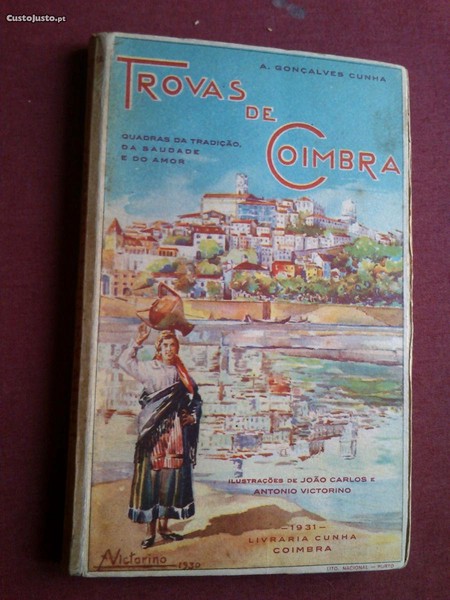 CustoJusto.pt
A. GONÇALVES CUNHA
TROVAS
DE
COIMBRA
QUADRAS DA TRADIÇÃO,
DA SAUDADE
E DO AMOR
ILUSTRAÇÕES DE JOÃO CARLOS E
ANTONIO VICTORINO
—1931—
LIVRARIA CUNHA
COIMBRA
AVictorino
—1930
LITO. NACIONAL — PORTO